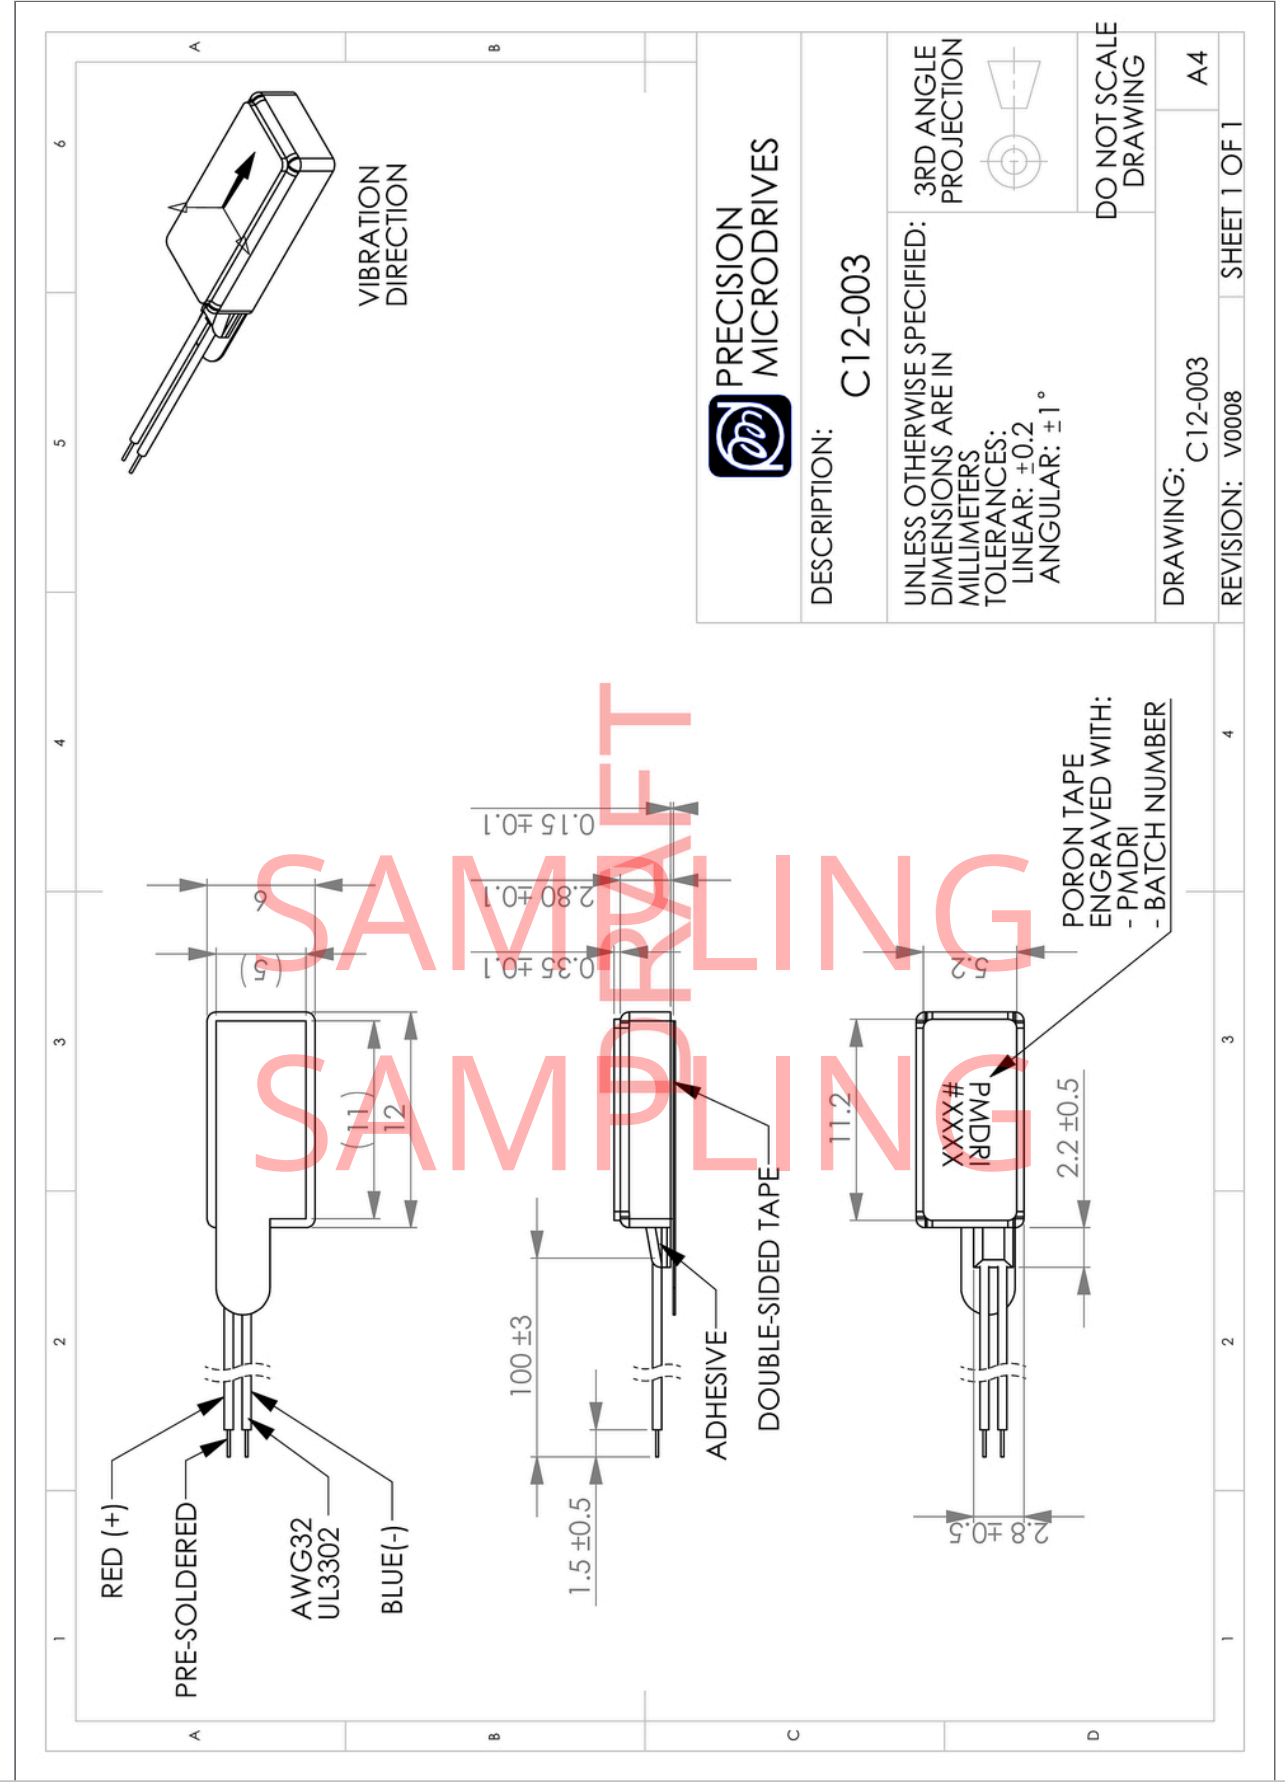 A
B
6
5
4
3
2
1
VIBRATION
DIRECTION
PRECISION
MICRODRIVES
DESCRIPTION:
C12-003
UNLESS OTHERWISE SPECIFIED:
DIMENSIONS ARE IN
MILLIMETERS
TOLERANCES:
LINEAR: ±0.2
ANGULAR: ±1°
3RD ANGLE
PROJECTION
DO NOT SCALE
DRAWING
DRAWING:
C12-003
A4
REVISION: V0008
SHEET 1 OF 1
RED (+)
PRE-SOLDERED
AWG32
UL3302
BLUE(-)
6
(5)
(11)
12
0.15 ±0.1
2.80 ±0.1
0.35 ±0.1
100 ±3
1.5 ±0.5
ADHESIVE
DOUBLE-SIDED TAPE
DRAFT
SAMPLING
SAMPLING
5.2
11.2
PMDRI
#XXXX
2.2 ±0.5
2.8 ±0.5
PORON TAPE
ENGRAVED WITH:
- PMDRI
- BATCH NUMBER
4
3
2
1
A
B
C
D